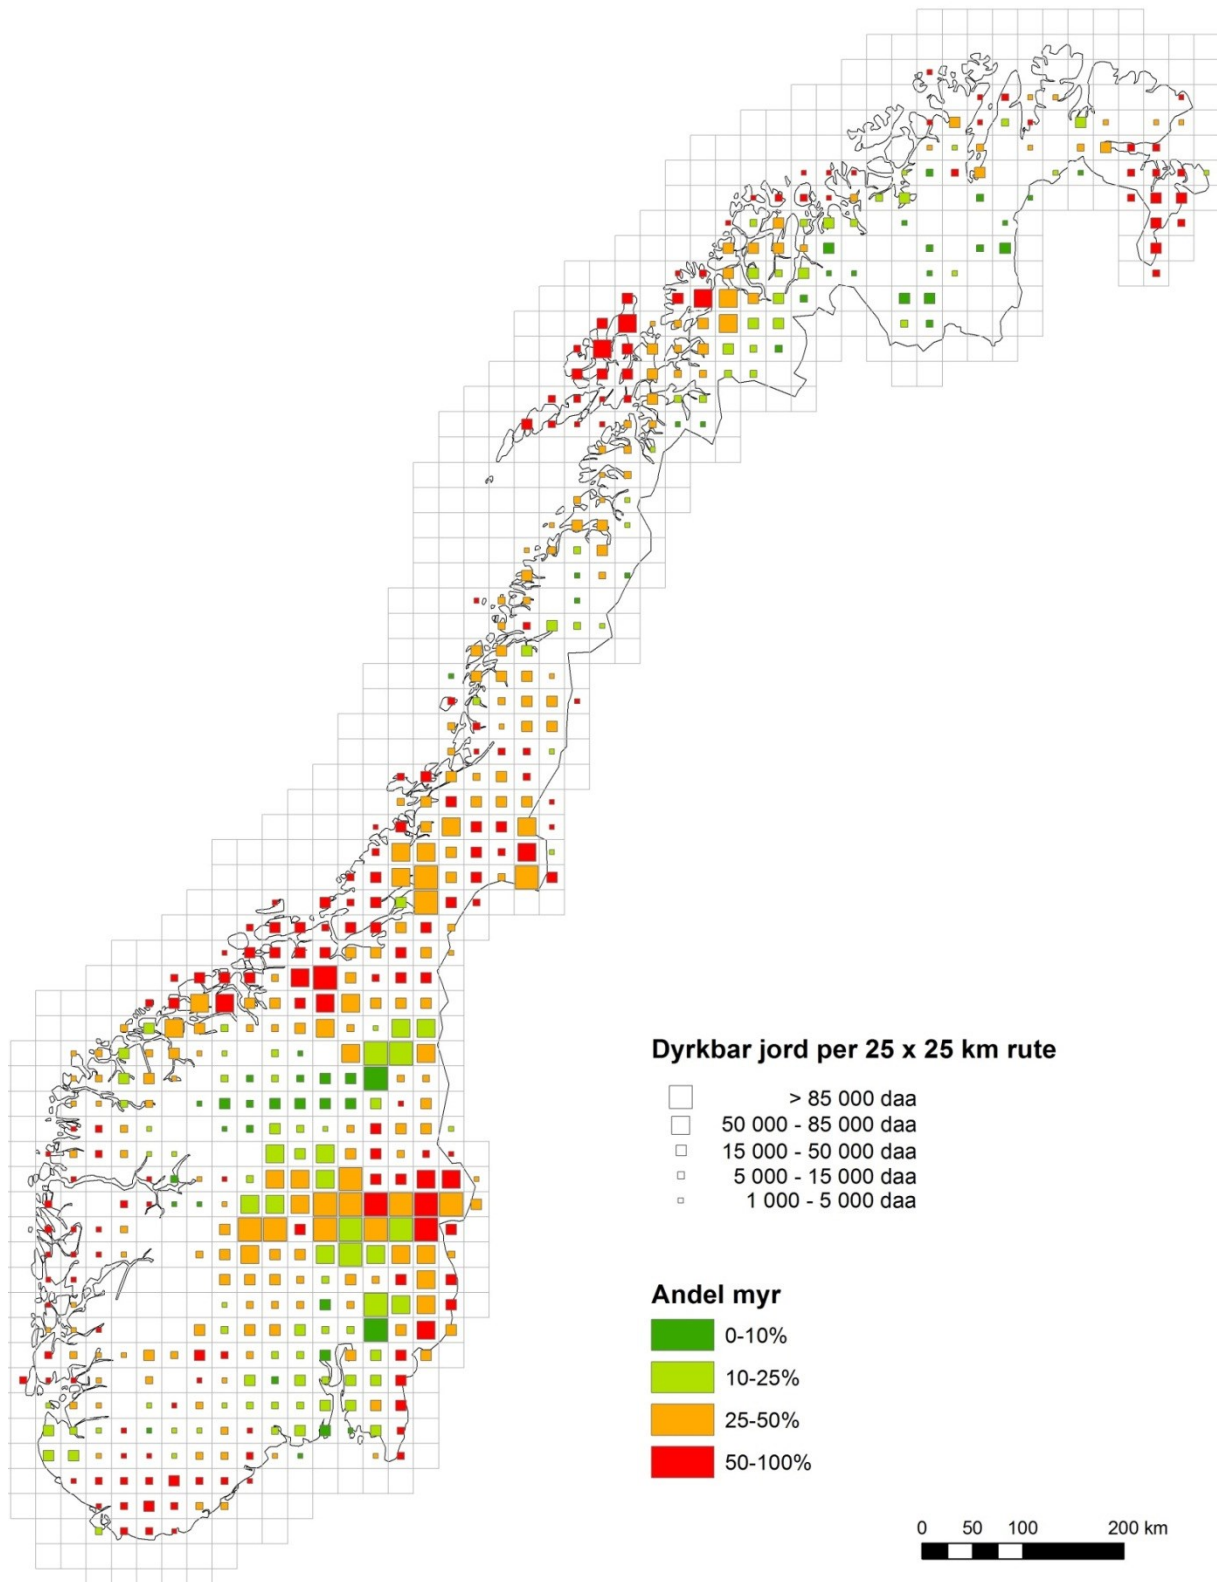 Dyrkbar jord per 25 x 25 km rute
> 85 000 daa
50 000 - 85 000 daa
15 000 - 50 000 daa
5 000 - 15 000 daa
1 000 - 5 000 daa
Andel myr
0-10%
10-25%
25-50%
50-100%
0 50 100 200 km